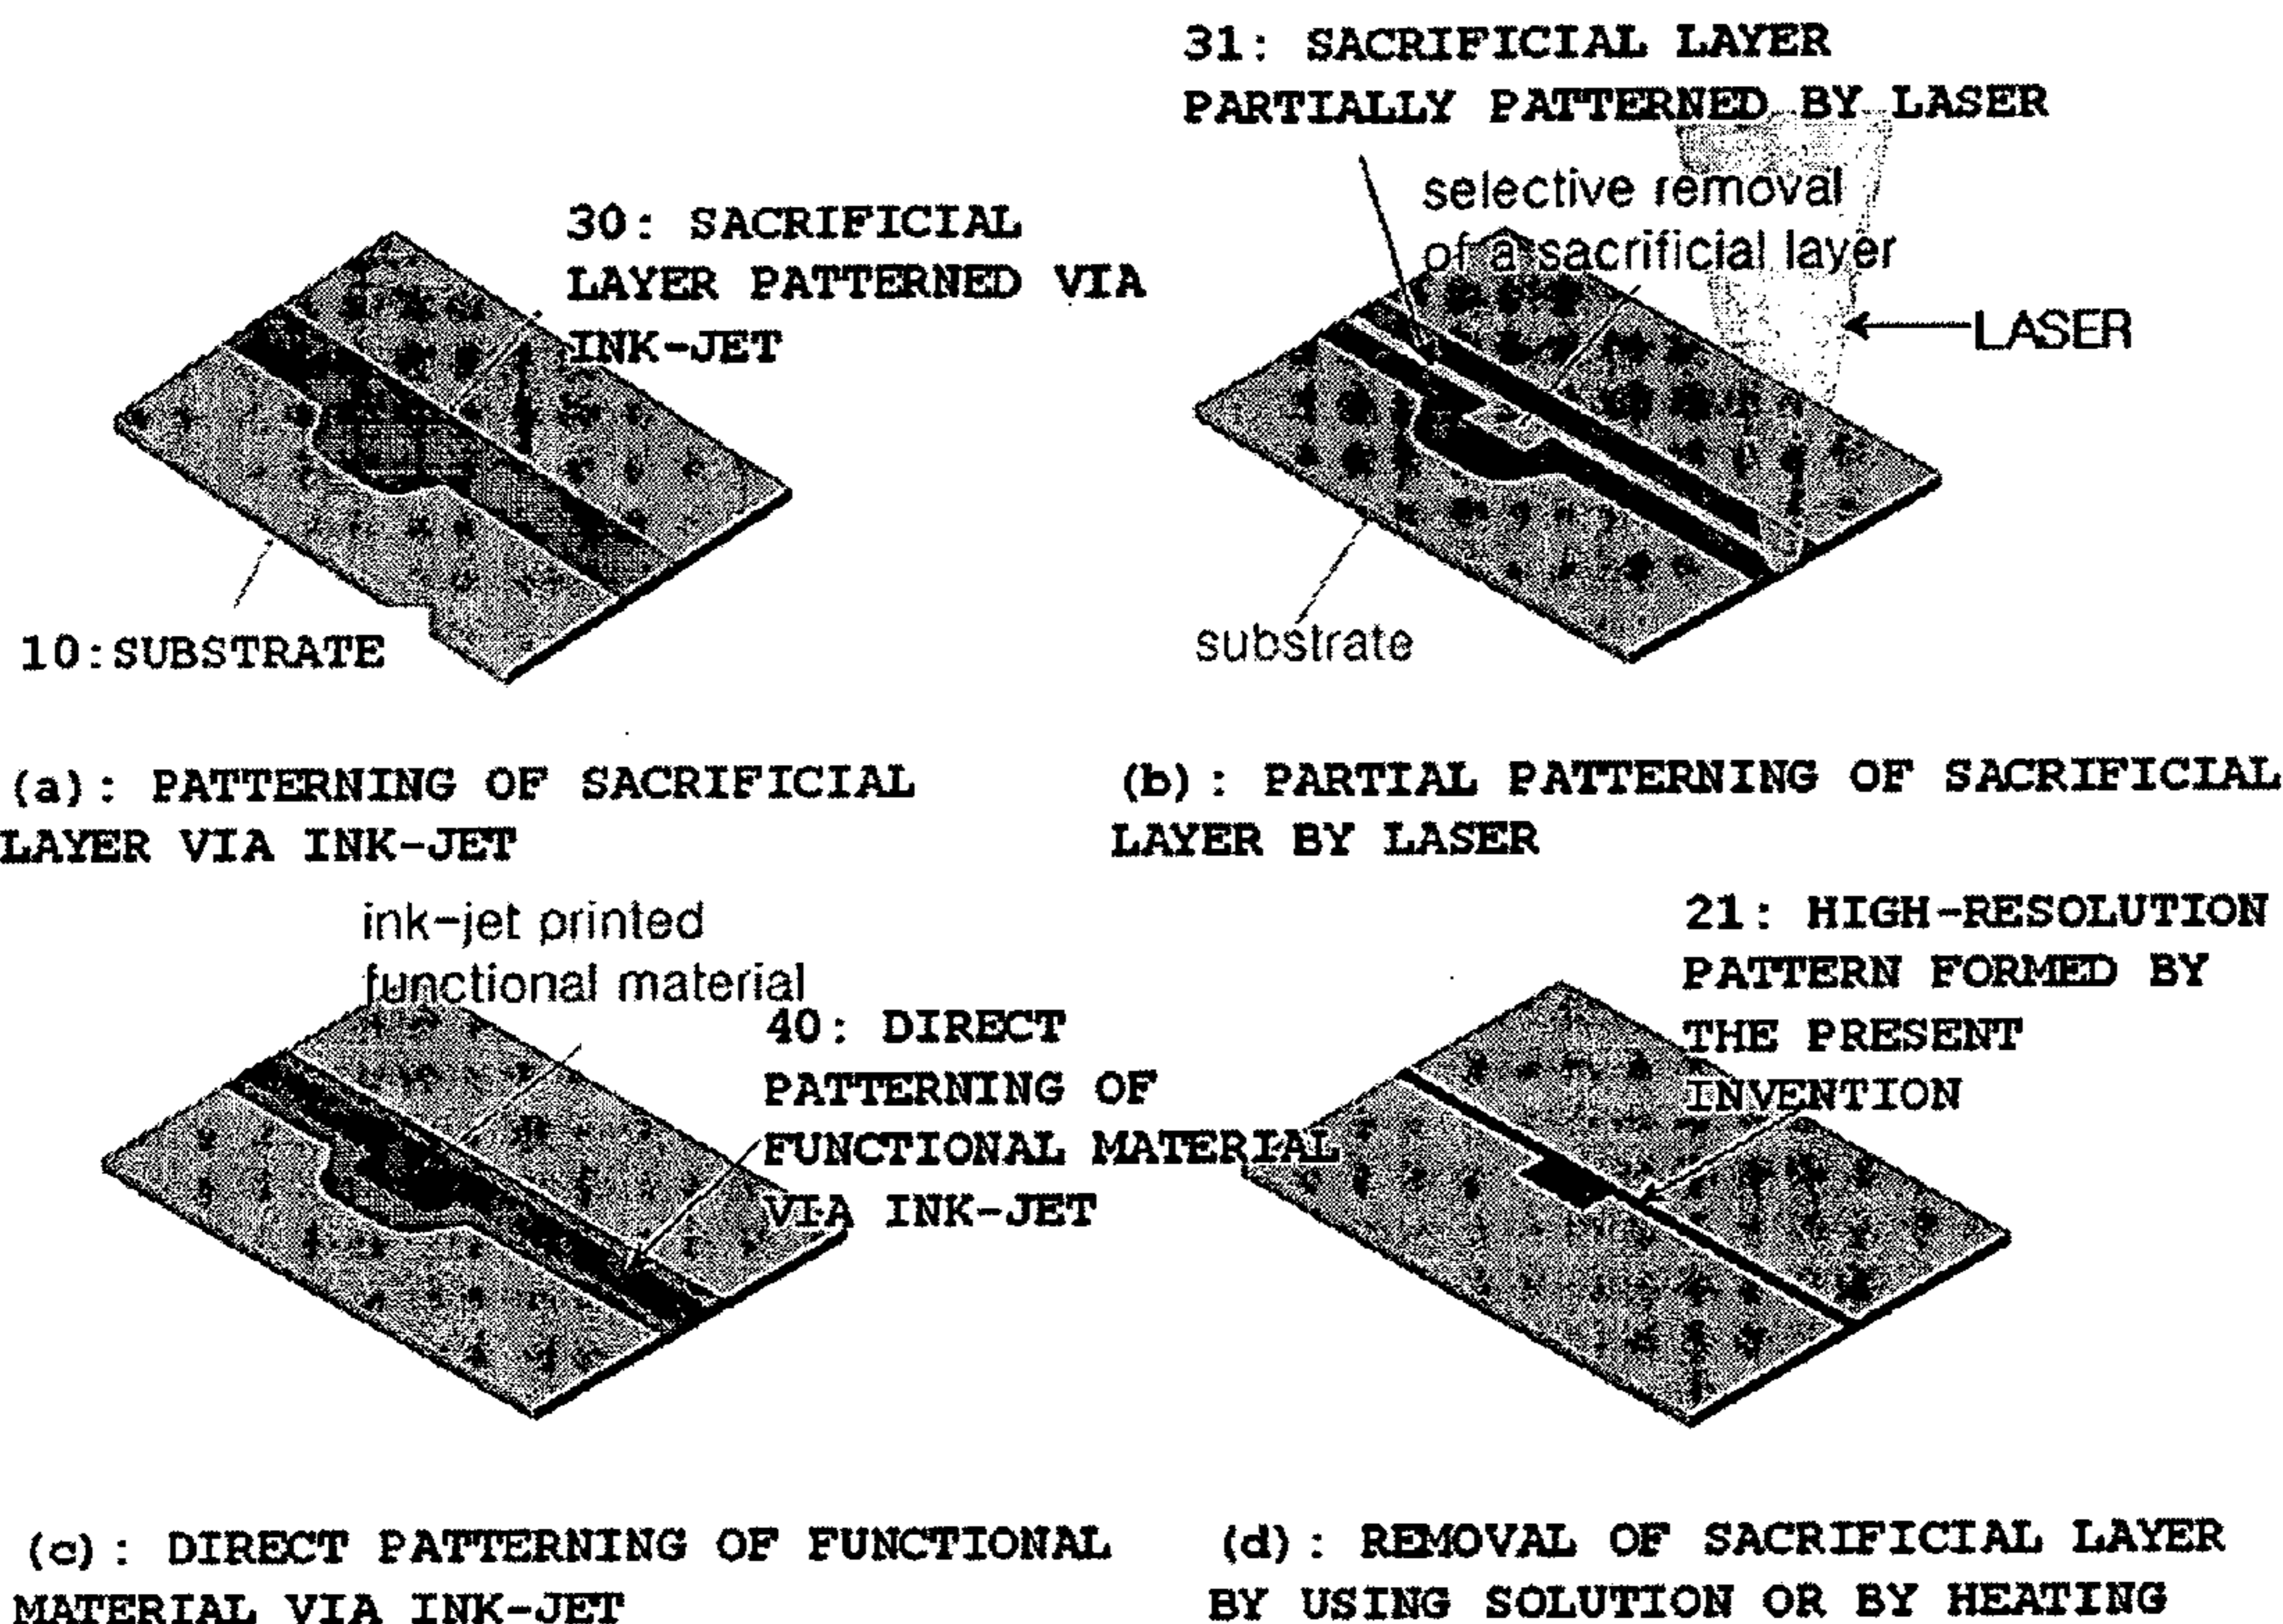 30: SACRIFICIAL
LAYER PATTERNED VIA
INK-JET
10:SUBSTRATE
(a): PATTERNING OF SACRIFICIAL
LAYER VIA INK-JET
31: SACRIFICIAL LAYER
PARTIALLY PATTERNED BY LASER
selective removal
of a sacrificial layer
LASER
substrate
(b): PARTIAL PATTERNING OF SACRIFICIAL
LAYER BY LASER
ink-jet printed
functional material
40: DIRECT
PATTERNING OF
FUNCTIONAL MATERIAL
VIA INK-JET
(c): DIRECT PATTERNING OF FUNCTIONAL
MATERIAL VIA INK-JET
21: HIGH-RESOLUTION
PATTERN FORMED BY
THE PRESENT
INVENTION
(d): REMOVAL OF SACRIFICIAL LAYER
BY USING SOLUTION OR BY HEATING